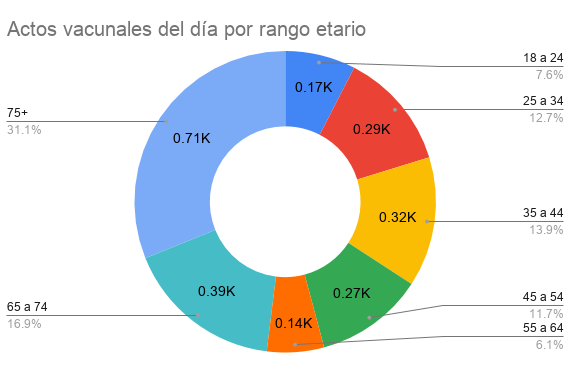 Actos vacunales del día por rango etario
18 a 24
7.6%
0.17K
25 a 34
12.7%
0.29K
75+
31.1%
0.71K
35 a 44
13.9%
0.32K
65 a 74
16.9%
0.39K
0.27K
45 a 54
11.7%
0.14K
55 a 64
6.1%